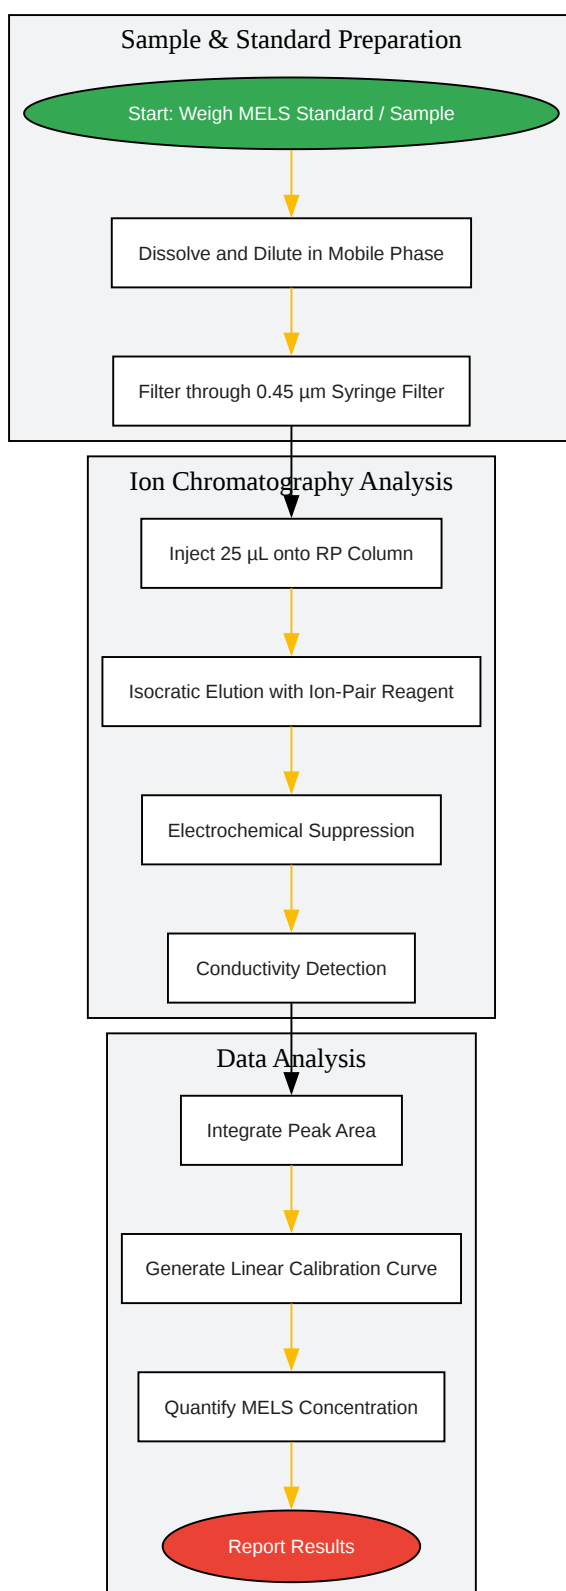 Sample & Standard Preparation
Start: Weigh MELS Standard / Sample
Dissolve and Dilute in Mobile Phase
Filter through 0.45 µm Syringe Filter
Ion Chromatography Analysis
Inject 25 µL onto RP Column
Isocratic Elution with Ion-Pair Reagent
Electrochemical Suppression
Conductivity Detection
Data Analysis
Integrate Peak Area
Generate Linear Calibration Curve
Quantify MELS Concentration
Report Results